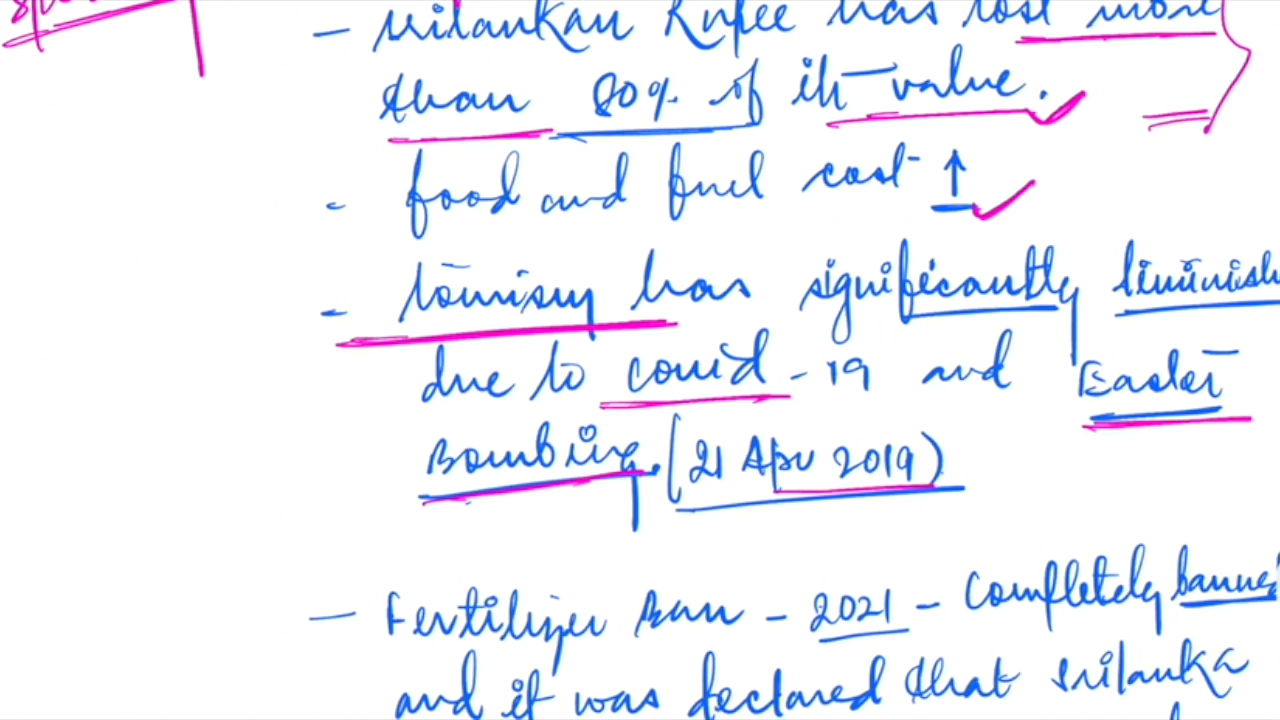 - Srilankan Rupee has lost more
than 80% of its value.
- food and fuel cost ↑
- tourism has significantly diminish
due to covid - 19 and Easter
Bombing. (21 Apr 2019)
- Fertilizer Ban - 2021 - Completely banned
and it was declared that Srilanka